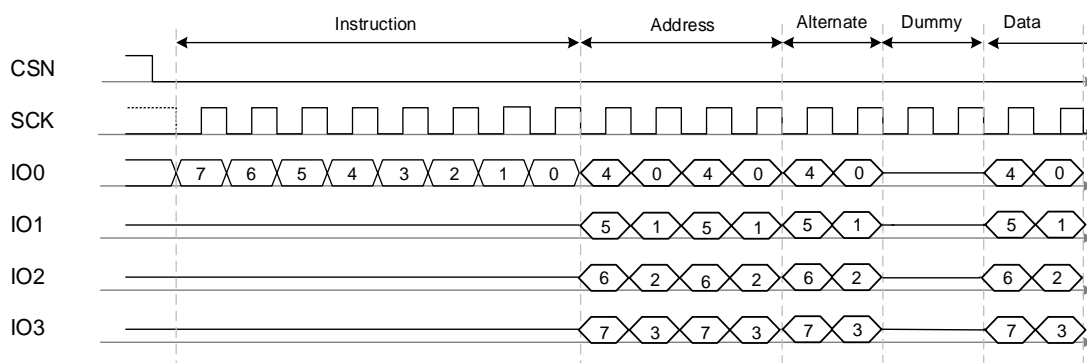 Instruction Address Alternate Dummy Data
CSN
SCK
IO0 7 6 5 4 3 2 1 0 4 0 4 0 4 0 4 0
IO1 5 1 5 1 5 1 5 1
IO2 6 2 6 2 6 2 6 2
IO3 7 3 7 3 7 3 7 3